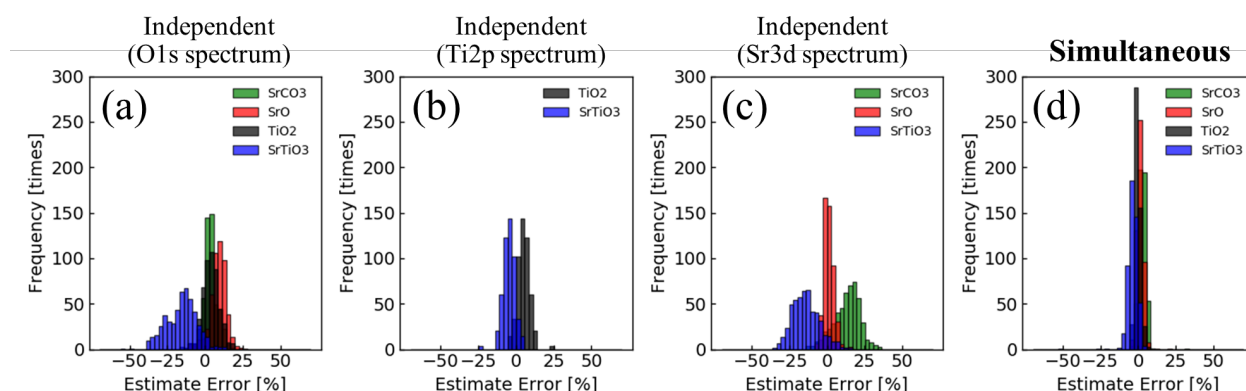 Independent
(O1s spectrum)
Independent
(Ti2p spectrum)
Independent
(Sr3d spectrum)
Simultaneous
(a)
300
250
200
150
100
50
0
−50
−25
0
25
50
Frequency [times]
Estimate Error [%]
SrCO3
SrO
TiO2
SrTiO3
(b)
300
250
200
150
100
50
0
−50
−25
0
25
50
Frequency [times]
Estimate Error [%]
TiO2
SrTiO3
(c)
300
250
200
150
100
50
0
−50
−25
0
25
50
Frequency [times]
Estimate Error [%]
SrCO3
SrO
SrTiO3
(d)
300
250
200
150
100
50
0
−50
−25
0
25
50
Frequency [times]
Estimate Error [%]
SrCO3
SrO
TiO2
SrTiO3